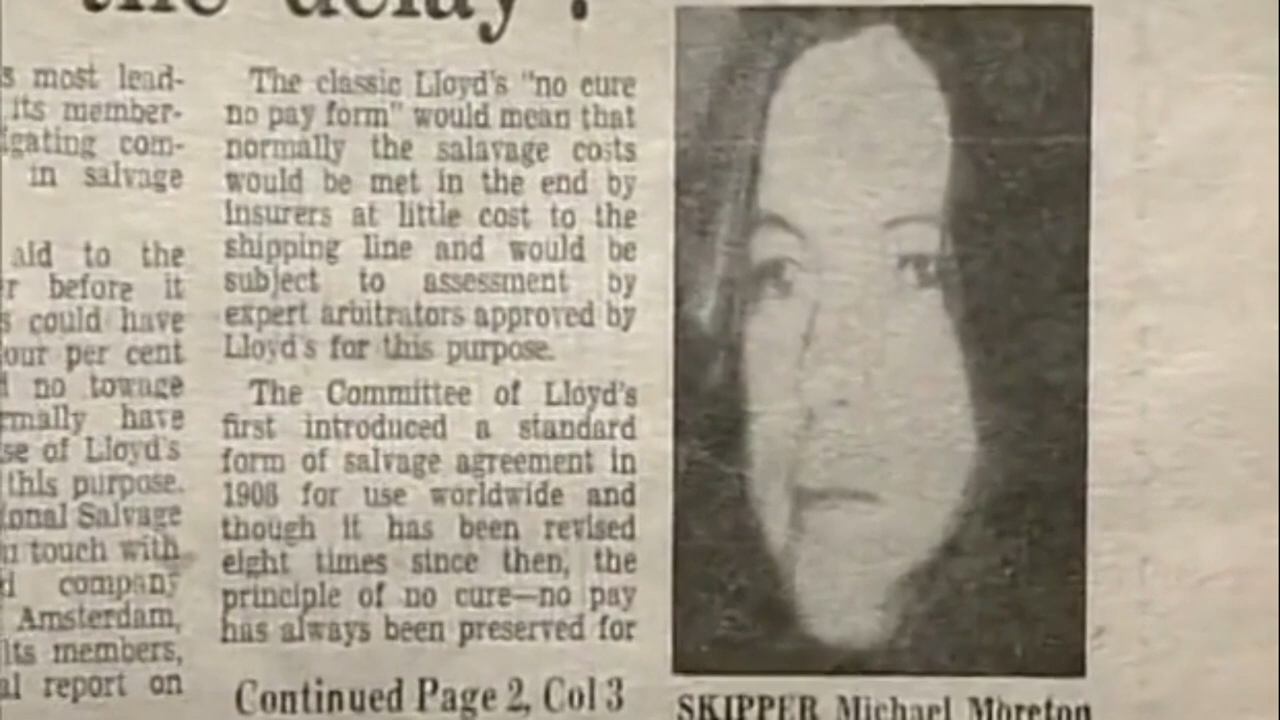 the delay?
s most lead-
its member-
igating com-
in salvage
aid to the
r before it
s could have
our per cent
no towage
rmally have
se of Lloyd's
this purpose.
ional Salvage
n touch with
company
Amsterdam,
its members,
al report on
The classic Lloyd's "no cure
no pay form" would mean that
normally the salavage costs
would be met in the end by
insurers at little cost to the
shipping line and would be
subject to assessment by
expert arbitrators approved by
Lloyd's for this purpose.
The Committee of Lloyd's
first introduced a standard
form of salvage agreement in
1908 for use worldwide and
though it has been revised
eight times since then, the
principle of no cure—no pay
has always been preserved for
Continued Page 2, Col 3
SKIPPER Michael Moreton